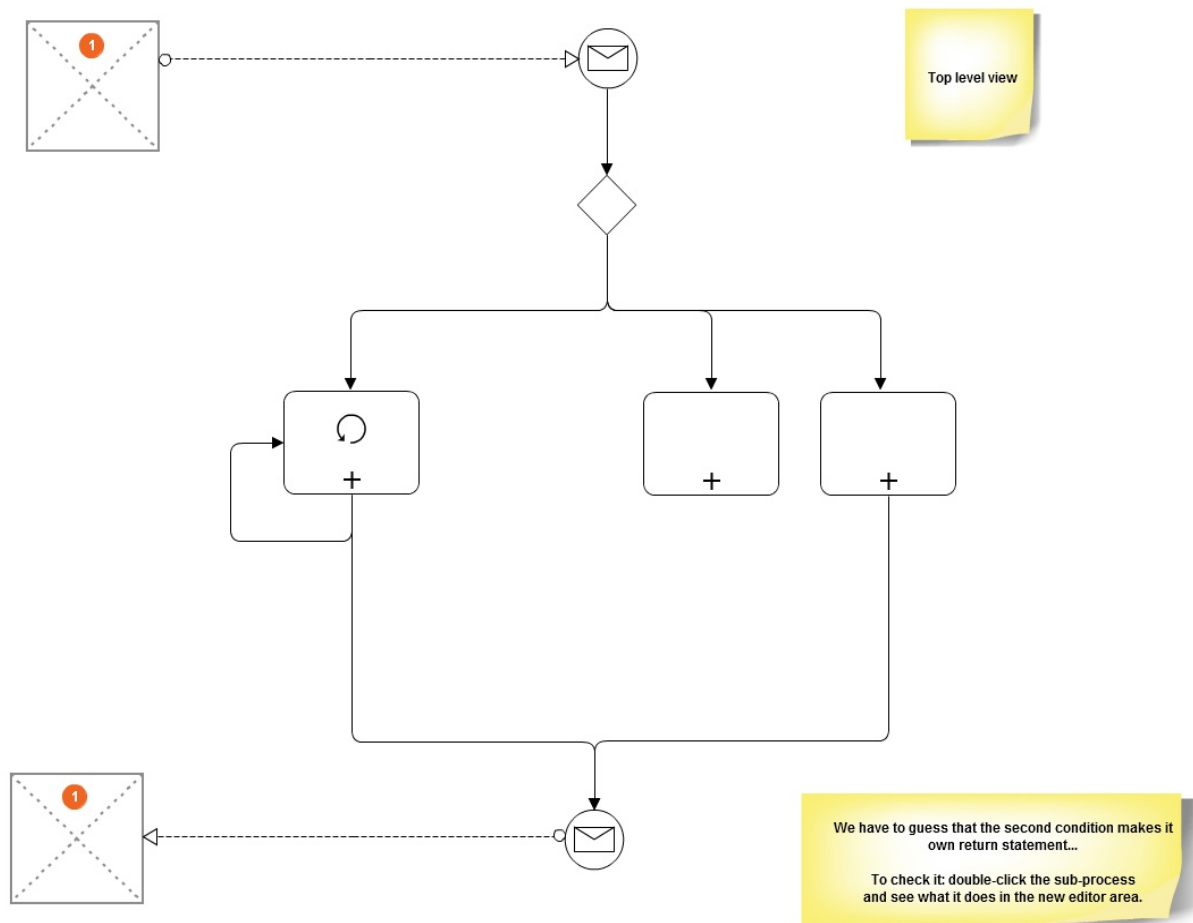 1
Top level view
1
We have to guess that the second condition makes it
own return statement...
To check it: double-click the sub-process
and see what it does in the new editor area.